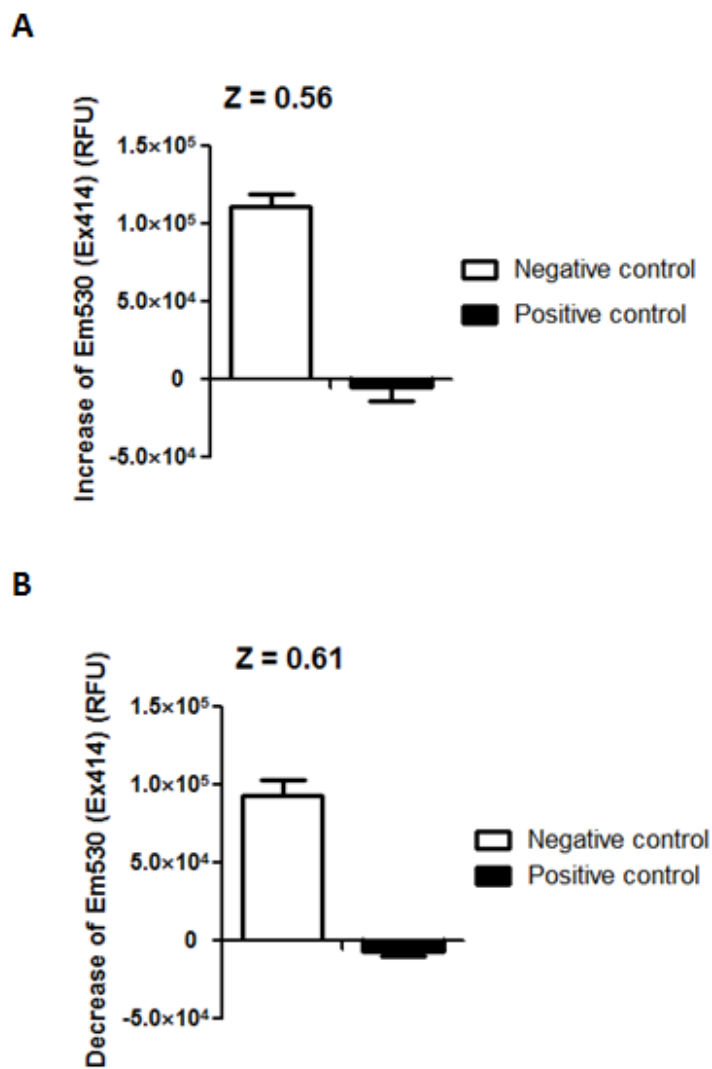 A
Z = 0.56
Increase of Em530 (Ex414) (RFU)
1.5×10⁵
1.0×10⁵
5.0×10⁴
0
-5.0×10⁴
Negative control
Positive control
B
Z = 0.61
Decrease of Em530 (Ex414) (RFU)
1.5×10⁵
1.0×10⁵
5.0×10⁴
0
-5.0×10⁴
Negative control
Positive control